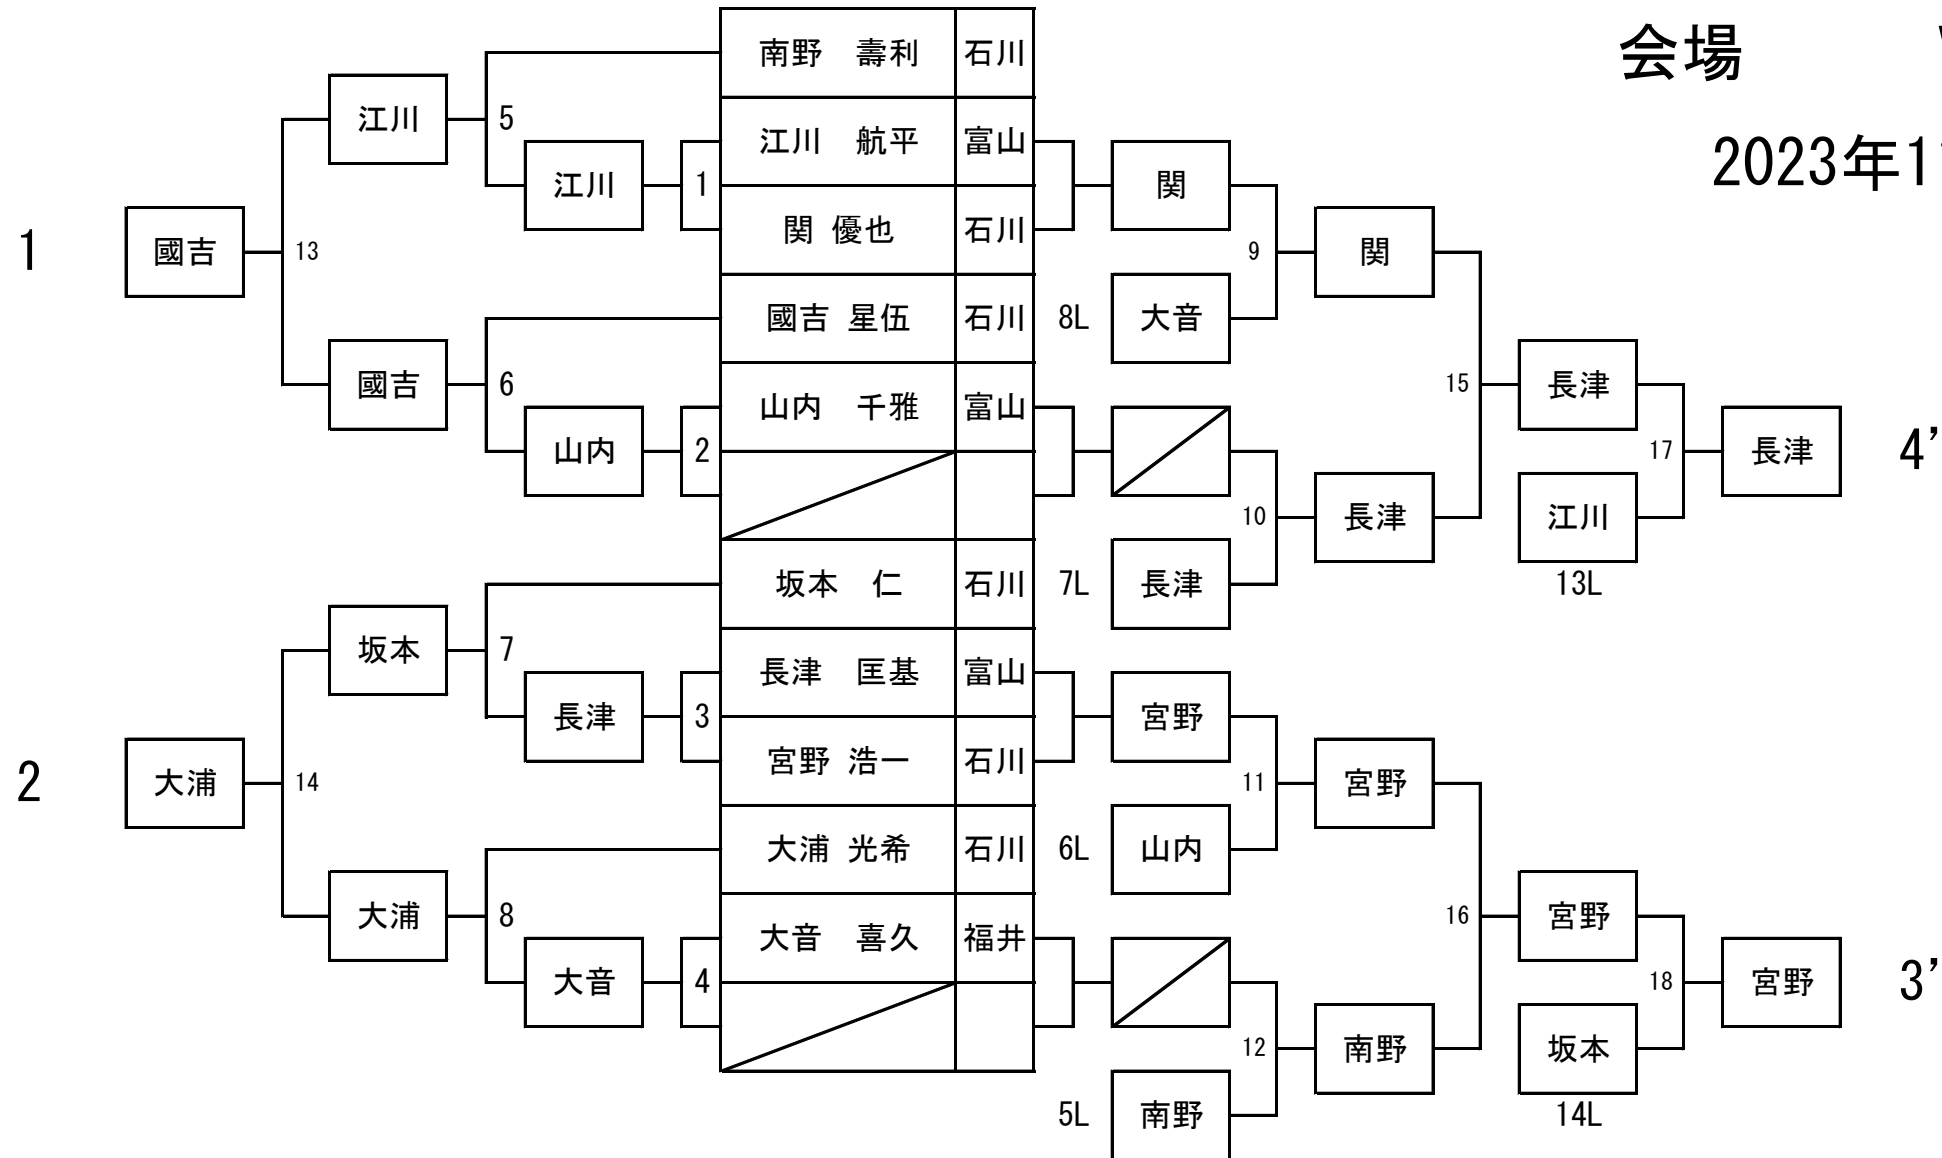 会場
2023年1
南野 壽利 石川
江川 航平 富山
関 優也 石川
國吉 星伍 石川
山内 千雅 富山
坂本 仁 石川
長津 匡基 富山
宮野 浩一 石川
大浦 光希 石川
大音 喜久 福井
1
國吉
13
江川
5
江川
1
國吉
6
山内
2
2
大浦
14
坂本
7
長津
3
大浦
8
大音
4
関
8L
大音
9
関
7L
長津
10
長津
15
長津
江川
13L
17
長津
4’
宮野
6L
山内
11
宮野
5L
南野
12
南野
16
宮野
坂本
14L
18
宮野
3’